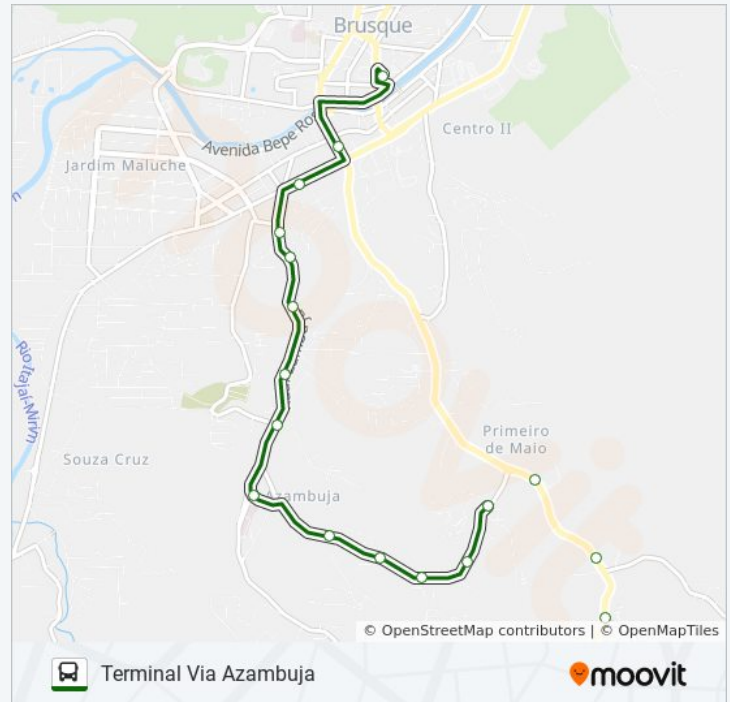 Brusque
Centro II
Avenida Bepe Ro
Jardim Maluche
Rio Itajaí-Mirim
Primeiro
de Maio
Souza Cruz
Azambuja
© OpenStreetMap contributors | © OpenMapTiles
Terminal Via Azambuja
moovit